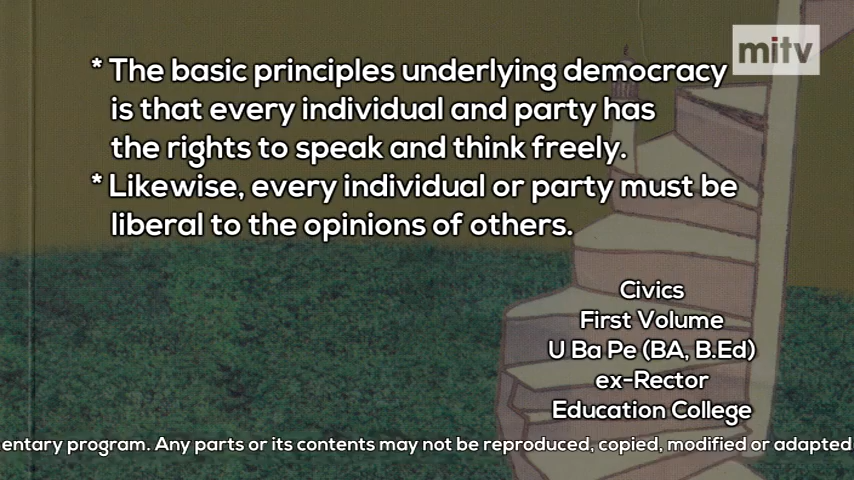 mitv
* The basic principles underlying democracy
is that every individual and party has
the rights to speak and think freely.
* Likewise, every individual or party must be
liberal to the opinions of others.
Civics
First Volume
U Ba Pe (BA, B.Ed)
ex-Rector
Education College
entary program. Any parts or its contents may not be reproduced, copied, modified or adapted